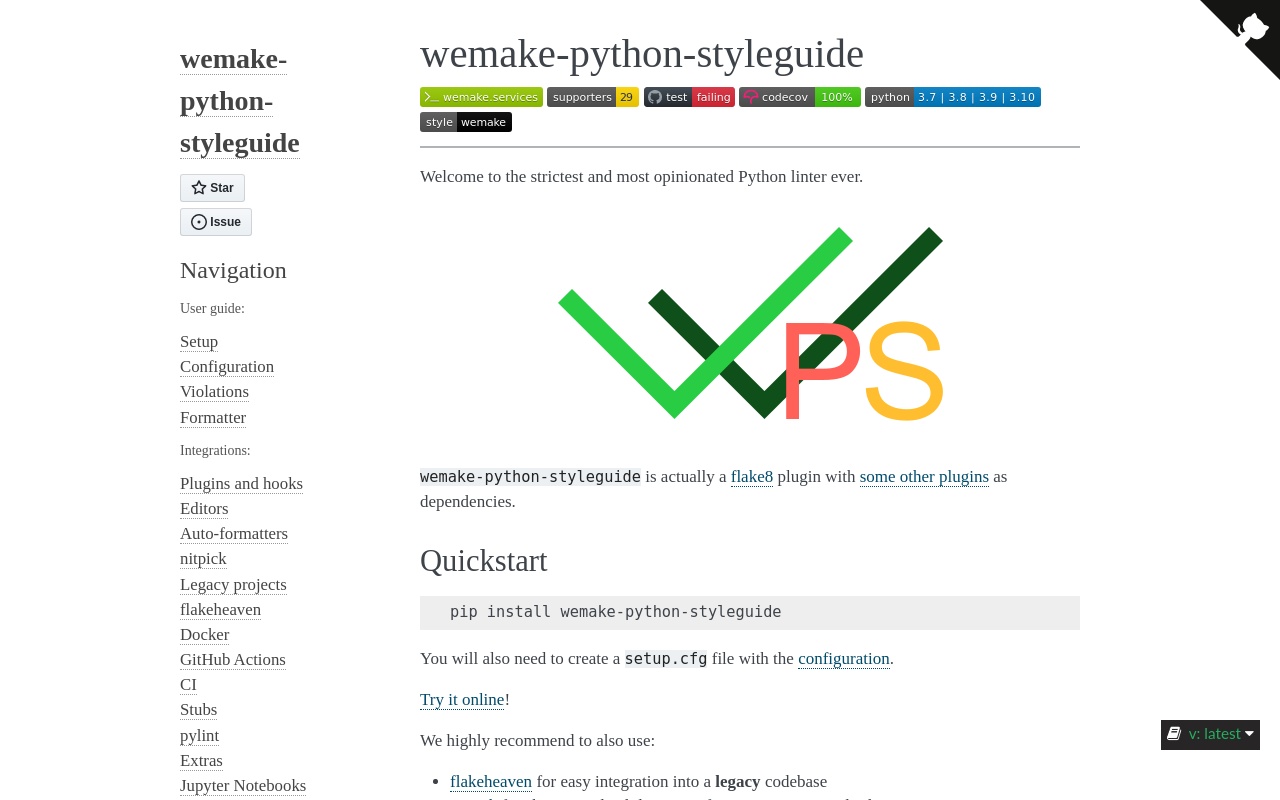 wemake-
python-
styleguide
Star
Issue
Navigation
User guide:
Setup
Configuration
Violations
Formatter
Integrations:
Plugins and hooks
Editors
Auto-formatters
nitpick
Legacy projects
flakeheaven
Docker
GitHub Actions
CI
Stubs
pylint
Extras
Jupyter Notebooks
wemake-python-styleguide
wemake.services supporters 29 test failing codecov 100% python 3.7 | 3.8 | 3.9 | 3.10
style wemake
Welcome to the strictest and most opinionated Python linter ever.
PS
wemake-python-styleguide is actually a flake8 plugin with some other plugins as
dependencies.
Quickstart
pip install wemake-python-styleguide
You will also need to create a setup.cfg file with the configuration.
Try it online!
We highly recommend to also use:
• flakeheaven for easy integration into a legacy codebase
v: latest